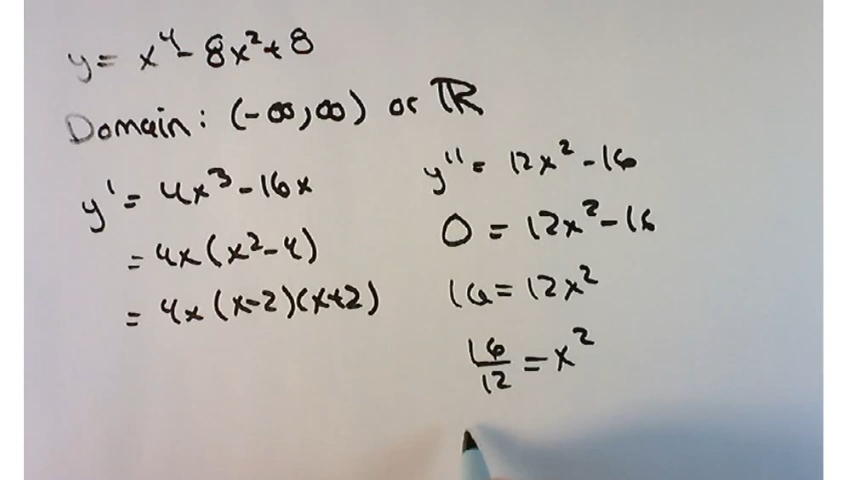 y = x⁴ - 8x² + 8
Domain: (-∞, ∞) or ℝ
y' = 4x³ - 16x
= 4x(x² - 4)
= 4x(x-2)(x+2)
y'' = 12x² - 16
0 = 12x² - 16
16 = 12x²
16/12 = x²